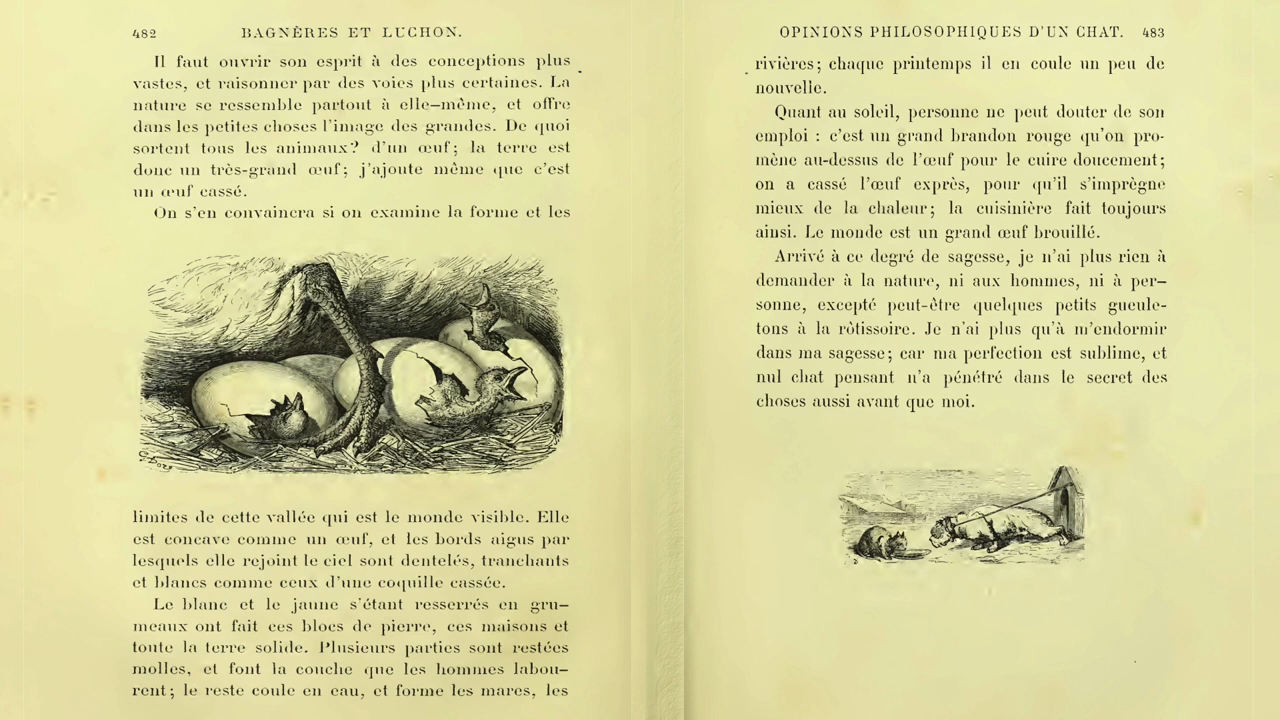 482 BAGNÈRES ET LUCHON.
Il faut ouvrir son esprit à des conceptions plus
vastes, et raisonner par des voies plus certaines. La
nature se ressemble partout à elle-même, et offre
dans les petites choses l'image des grandes. De quoi
sortent tous les animaux? d'un œuf; la terre est
donc un très-grand œuf; j'ajoute même que c'est
un œuf cassé.
On s'en convaincra si on examine la forme et les
G. Doré
limites de cette vallée qui est le monde visible. Elle
est concave comme un œuf, et les bords aigus par
lesquels elle rejoint le ciel sont dentelés, tranchants
et blancs comme ceux d'une coquille cassée.
Le blanc et le jaune s'étant resserrés en gru-
meaux ont fait ces blocs de pierre, ces maisons et
toute la terre solide. Plusieurs parties sont restées
molles, et font la couche que les hommes labou-
rent; le reste coule en eau, et forme les mares, les
OPINIONS PHILOSOPHIQUES D'UN CHAT. 483
rivières; chaque printemps il en coule un peu de
nouvelle.
Quant au soleil, personne ne peut douter de son
emploi : c'est un grand brandon rouge qu'on pro-
mène au-dessus de l'œuf pour le cuire doucement;
on a cassé l'œuf exprès, pour qu'il s'imprègne
mieux de la chaleur; la cuisinière fait toujours
ainsi. Le monde est un grand œuf brouillé.
Arrivé à ce degré de sagesse, je n'ai plus rien à
demander à la nature, ni aux hommes, ni à per-
sonne, excepté peut-être quelques petits gueule-
tons à la rôtissoire. Je n'ai plus qu'à m'endormir
dans ma sagesse; car ma perfection est sublime, et
nul chat pensant n'a pénétré dans le secret des
choses aussi avant que moi.